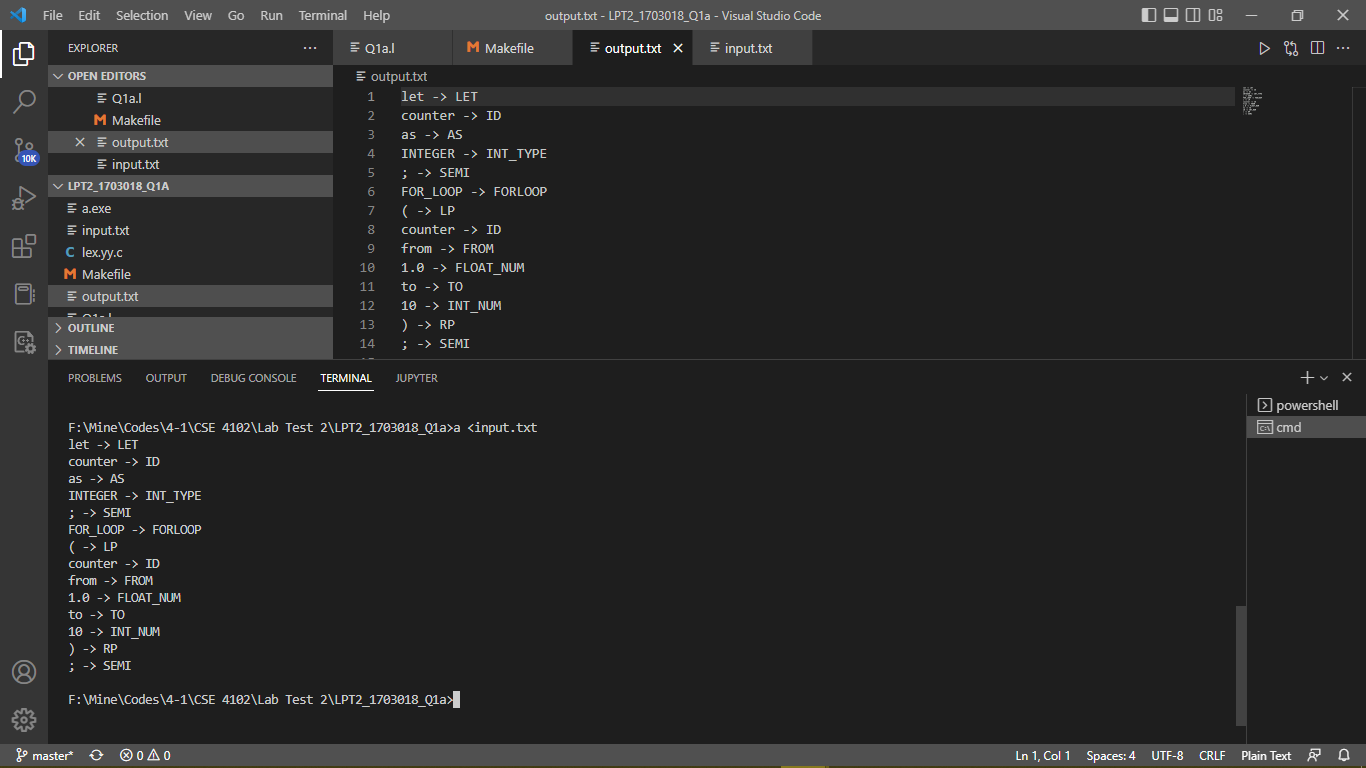 File Edit Selection View Go Run Terminal Help output.txt - LPT2_1703018_Q1a - Visual Studio Code
EXPLORER
OPEN EDITORS
Q1a.l
Makefile
output.txt
input.txt
LPT2_1703018_Q1A
a.exe
input.txt
lex.yy.c
Makefile
output.txt
OUTLINE
TIMELINE
10K
Q1a.l Makefile output.txt input.txt
output.txt
1 let -> LET
2 counter -> ID
3 as -> AS
4 INTEGER -> INT_TYPE
5 ; -> SEMI
6 FOR_LOOP -> FORLOOP
7 ( -> LP
8 counter -> ID
9 from -> FROM
10 1.0 -> FLOAT_NUM
11 to -> TO
12 10 -> INT_NUM
13 ) -> RP
14 ; -> SEMI
PROBLEMS OUTPUT DEBUG CONSOLE TERMINAL JUPYTER
F:\Mine\Codes\4-1\CSE 4102\Lab Test 2\LPT2_1703018_Q1a>a <input.txt
let -> LET
counter -> ID
as -> AS
INTEGER -> INT_TYPE
; -> SEMI
FOR_LOOP -> FORLOOP
( -> LP
counter -> ID
from -> FROM
1.0 -> FLOAT_NUM
to -> TO
10 -> INT_NUM
) -> RP
; -> SEMI
F:\Mine\Codes\4-1\CSE 4102\Lab Test 2\LPT2_1703018_Q1a>
powershell
cmd
master* 0 0 Ln 1, Col 1 Spaces: 4 UTF-8 CRLF Plain Text